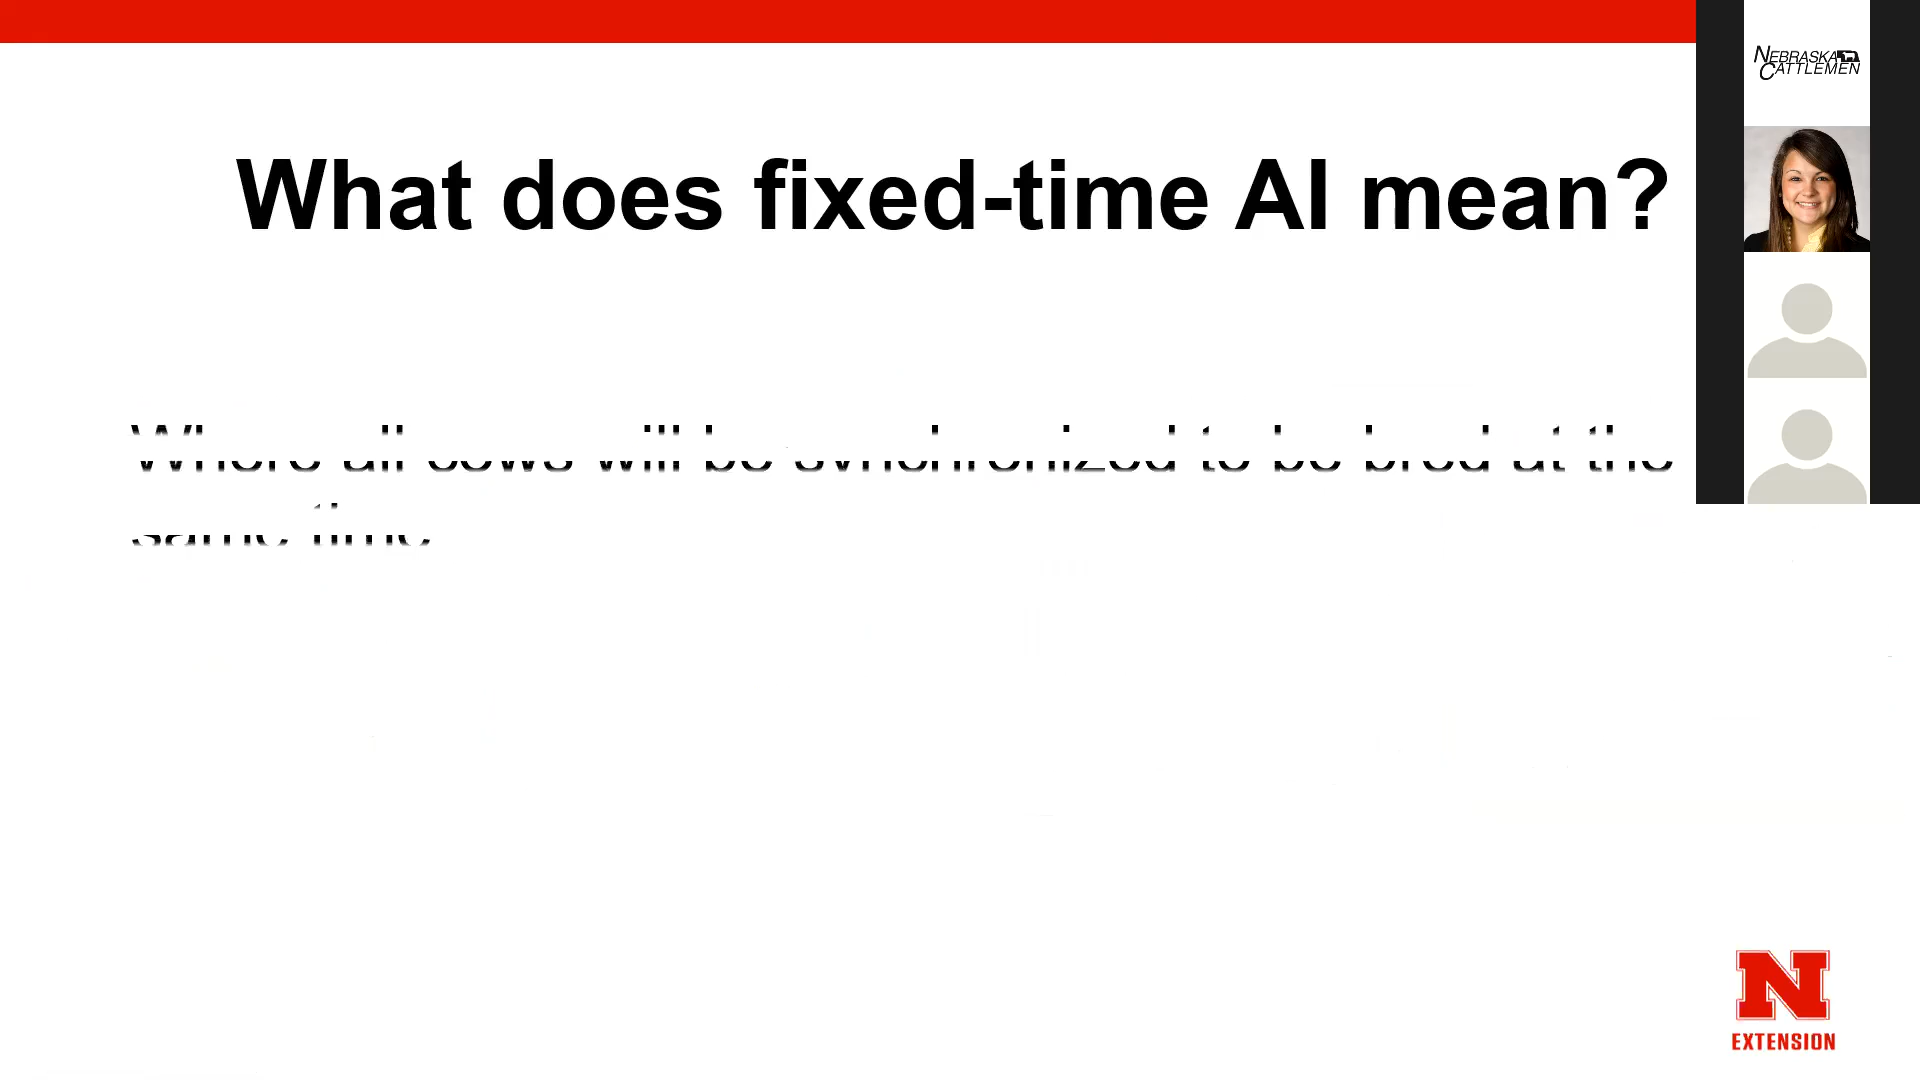 NEBRASKA
CATTLEMEN
What does fixed-time AI mean?
Where all cows will be synchronized to be bred at the
same time
N
EXTENSION